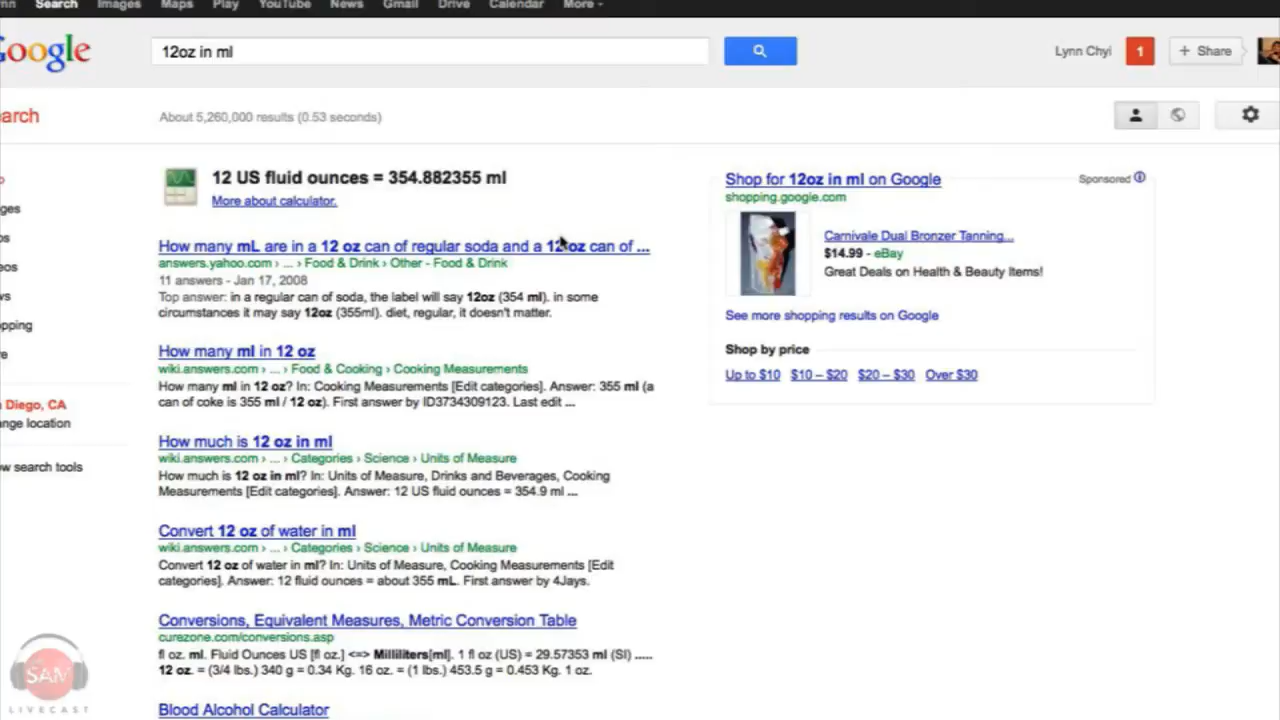 Search Images Maps Play YouTube News Gmail Drive Calendar More
Google 12oz in ml Lynn Chyi 1 + Share
arch About 5,260,000 results (0.53 seconds)
12 US fluid ounces = 354.882355 ml
More about calculator.
How many mL are in a 12 oz can of regular soda and a 12 oz can of ...
answers.yahoo.com › ... › Food & Drink › Other - Food & Drink
11 answers - Jan 17, 2008
Top answer: in a regular can of soda, the label will say 12oz (354 ml). in some
circumstances it may say 12oz (355ml). diet, regular, it doesn't matter.
How many ml in 12 oz
wiki.answers.com › ... › Food & Cooking › Cooking Measurements
How many ml in 12 oz? In: Cooking Measurements [Edit categories]. Answer: 355 ml (a
can of coke is 355 ml / 12 oz). First answer by ID3734309123. Last edit ...
How much is 12 oz in ml
wiki.answers.com › ... › Categories › Science › Units of Measure
How much is 12 oz in ml? In: Units of Measure, Drinks and Beverages, Cooking
Measurements [Edit categories]. Answer: 12 US fluid ounces = 354.9 ml ...
Convert 12 oz of water in ml
wiki.answers.com › ... › Categories › Science › Units of Measure
Convert 12 oz of water in ml? In: Units of Measure, Cooking Measurements [Edit
categories]. Answer: 12 fluid ounces = about 355 mL. First answer by 4Jays.
Conversions, Equivalent Measures, Metric Conversion Table
curezone.com/conversions.asp
fl oz. ml. Fluid Ounces US [fl oz.] <=> Milliliters[ml]. 1 fl oz (US) = 29.57353 ml (SI) .....
12 oz. = (3/4 lbs.) 340 g = 0.34 Kg. 16 oz. = (1 lbs.) 453.5 g = 0.453 Kg. 1 oz.
Blood Alcohol Calculator
Shop for 12oz in ml on Google Sponsored
shopping.google.com
Carnivale Dual Bronzer Tanning...
$14.99 - eBay
Great Deals on Health & Beauty Items!
See more shopping results on Google
Shop by price
Up to $10 $10 – $20 $20 – $30 Over $30
ges
os
eos
ws
pping
re
Diego, CA
ange location
ow search tools
SAM
LIVECAST